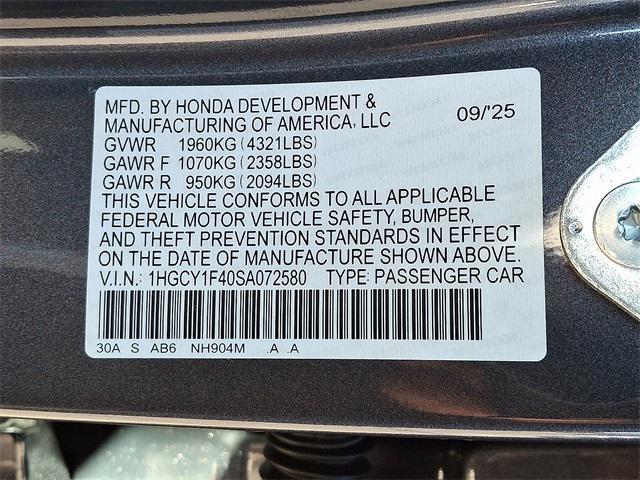 MFD. BY HONDA DEVELOPMENT &
MANUFACTURING OF AMERICA, LLC 09/'25
GVWR 1960KG (4321LBS)
GAWR F 1070KG (2358LBS)
GAWR R 950KG (2094LBS)
THIS VEHICLE CONFORMS TO ALL APPLICABLE
FEDERAL MOTOR VEHICLE SAFETY, BUMPER,
AND THEFT PREVENTION STANDARDS IN EFFECT
ON THE DATE OF MANUFACTURE SHOWN ABOVE.
V.I.N.: 1HGCY1F40SA072580 TYPE: PASSENGER CAR
30A S AB6 NH904M .A .A